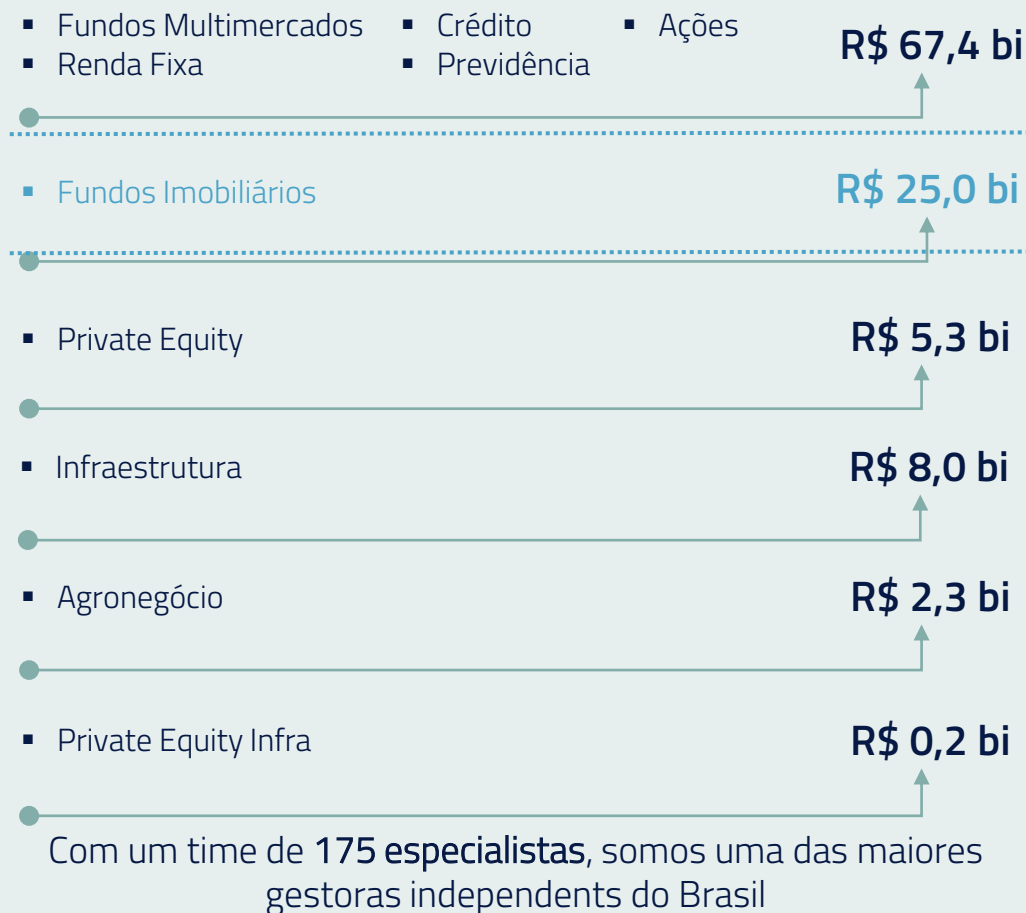 ▪ Fundos Multimercados ▪ Crédito ▪ Ações
▪ Renda Fixa ▪ Previdência
R$ 67,4 bi
▪ Fundos Imobiliários R$ 25,0 bi
▪ Private Equity R$ 5,3 bi
▪ Infraestrutura R$ 8,0 bi
▪ Agronegócio R$ 2,3 bi
▪ Private Equity Infra R$ 0,2 bi
Com um time de 175 especialistas, somos uma das maiores
gestoras independents do Brasil